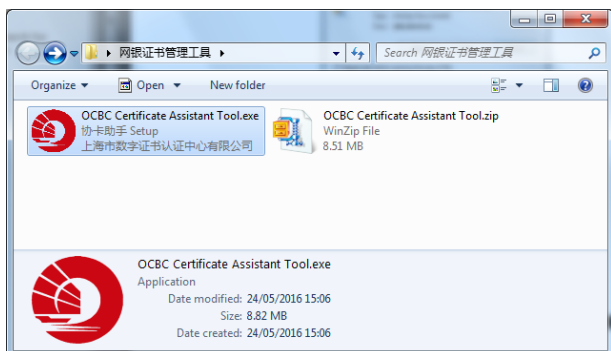 网银证书管理工具
Search 网银证书管理工具
Organize
Open
New folder
OCBC Certificate Assistant Tool.exe
协卡助手 Setup
上海市数字证书认证中心有限公司
OCBC Certificate Assistant Tool.zip
WinZip File
8.51 MB
OCBC Certificate Assistant Tool.exe
Application
Date modified: 24/05/2016 15:06
Size: 8.82 MB
Date created: 24/05/2016 15:06